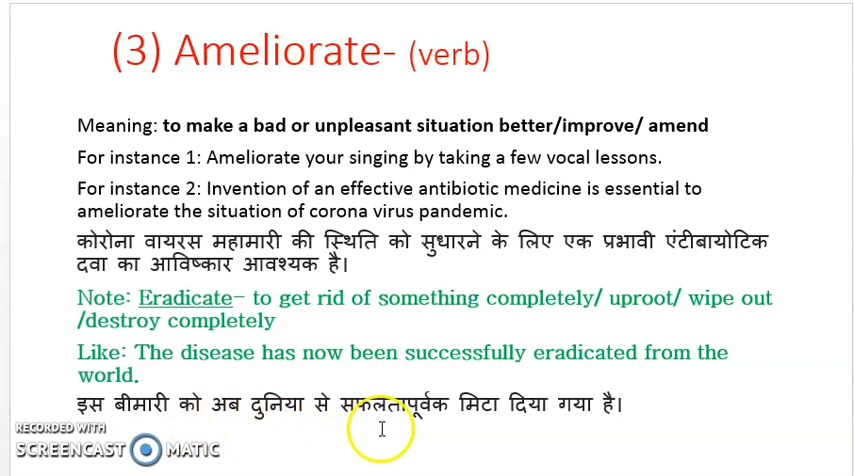 (3) Ameliorate- (verb)
Meaning: to make a bad or unpleasant situation better/improve/ amend
For instance 1: Ameliorate your singing by taking a few vocal lessons.
For instance 2: Invention of an effective antibiotic medicine is essential to
ameliorate the situation of corona virus pandemic.
कोरोना वायरस महामारी की स्थिति को सुधारने के लिए एक प्रभावी एंटीबायोटिक
दवा का आविष्कार आवश्यक है।
Note: Eradicate– to get rid of something completely/ uproot/ wipe out
/destroy completely
Like: The disease has now been successfully eradicated from the
world.
इस बीमारी को अब दुनिया से सफलतापूर्वक मिटा दिया गया है।
RECORDED WITH
SCREENCAST MATIC